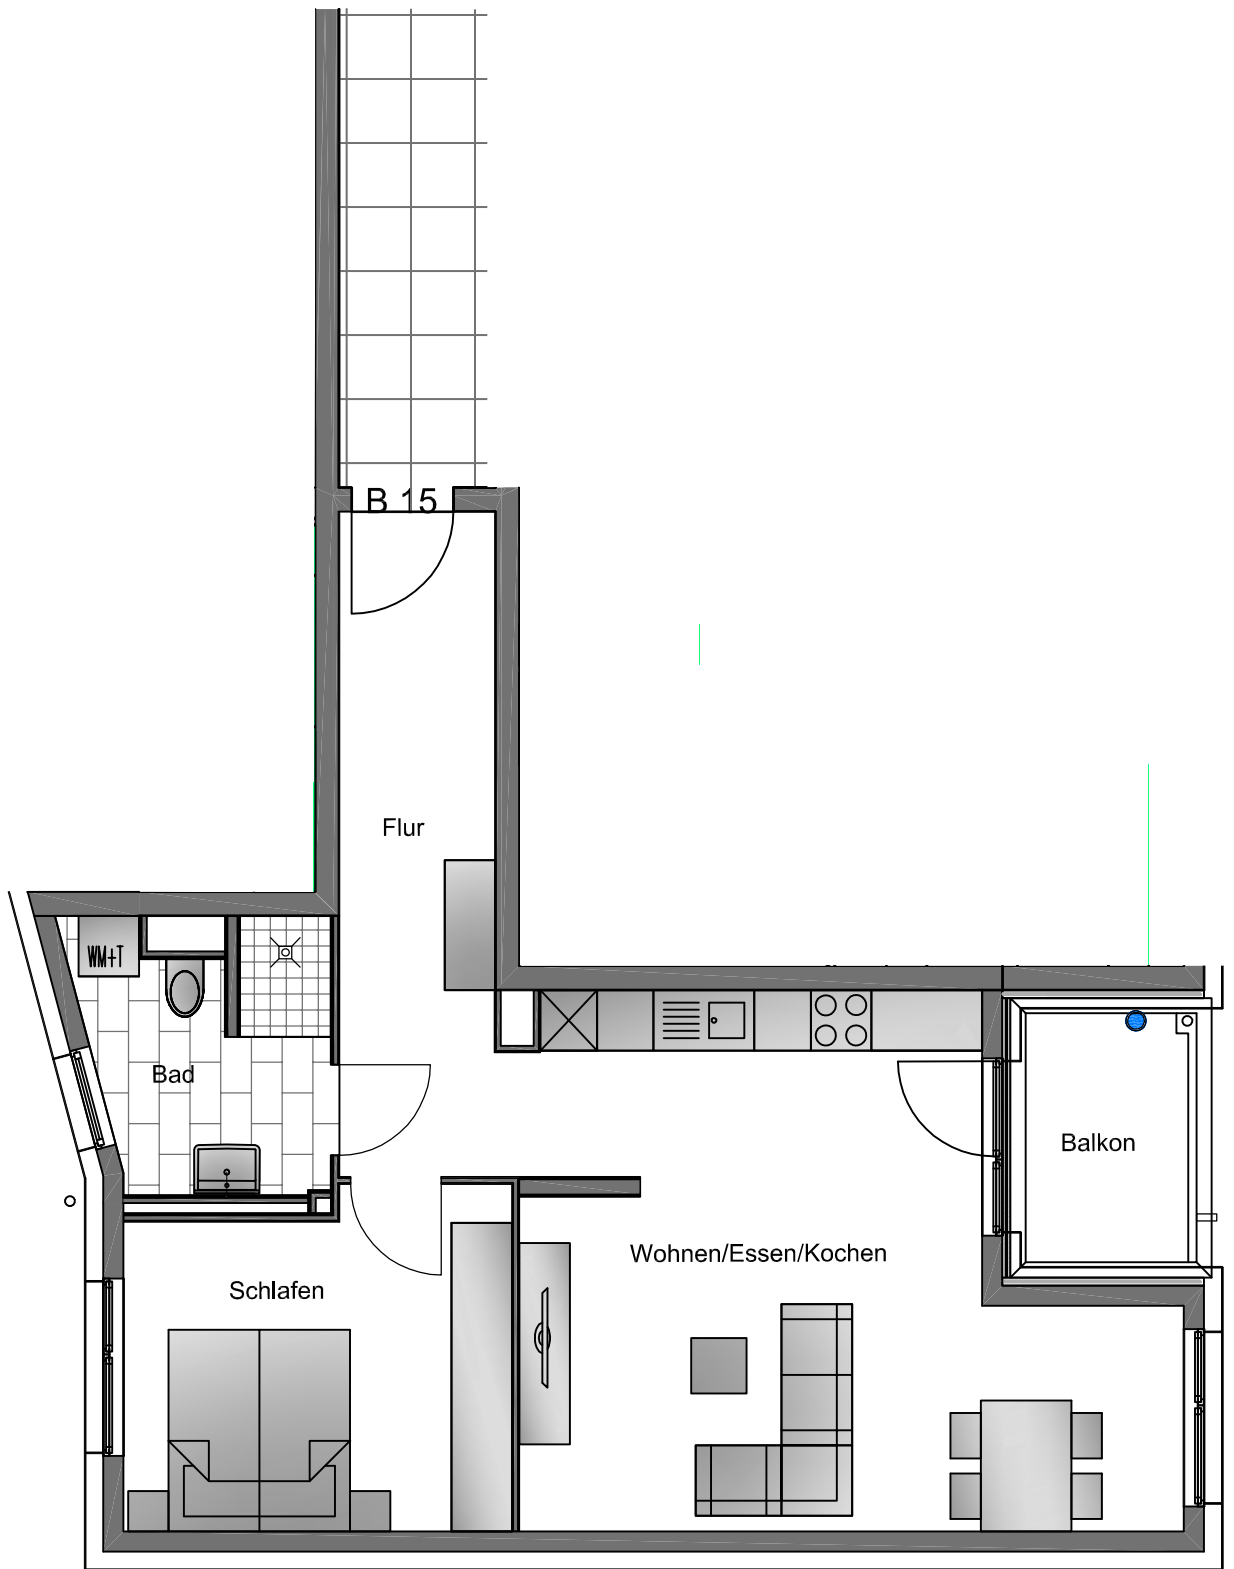 B 15
Flur
WM+T
Bad
Balkon
Wohnen/Essen/Kochen
Schlafen